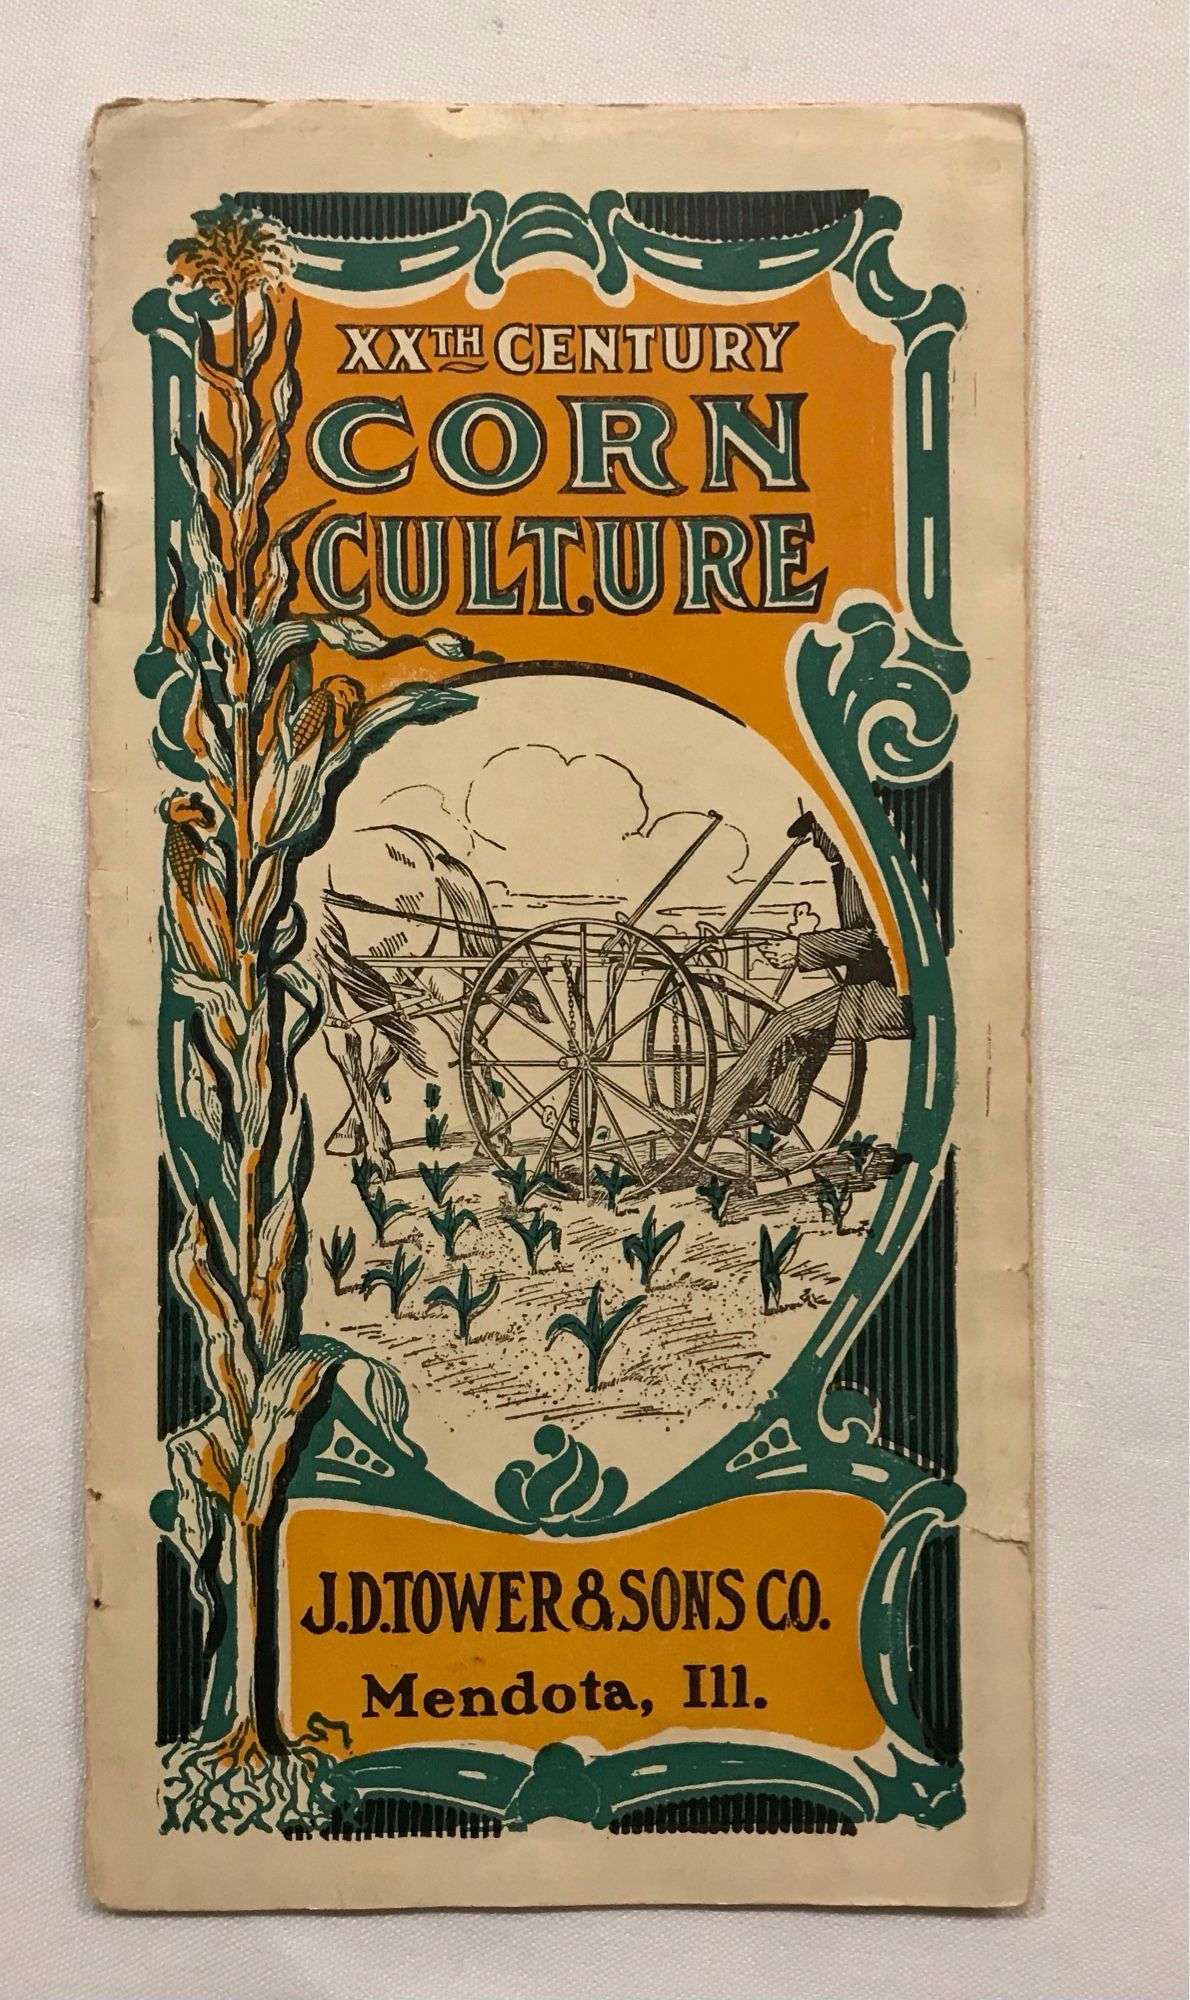 XXTH CENTURY
CORN
CULTURE
J.D.TOWER & SONS CO.
Mendota, Ill.